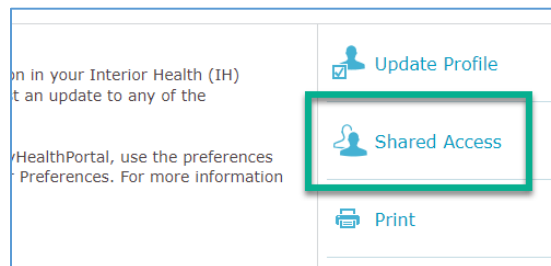 on in your Interior Health (IH)
t an update to any of the
yHealthPortal, use the preferences
Preferences. For more information
Update Profile
Shared Access
Print